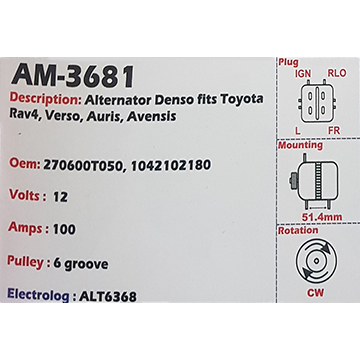 AM-3681
Description: Alternator Denso fits Toyota
Rav4, Verso, Auris, Avensis
Oem: 270600T050, 1042102180
Volts : 12
Amps : 100
Pulley : 6 groove
Electrolog : ALT6368
Plug
IGN RLO
L FR
Mounting
51.4mm
Rotation
CW